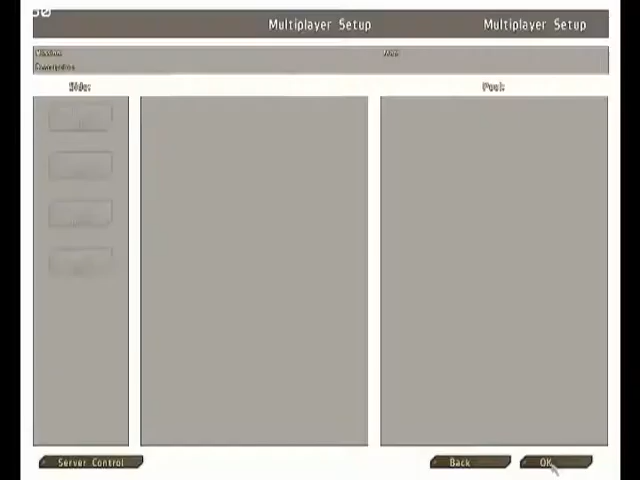 Multiplayer Setup
Multiplayer Setup
Side:
Pool:
Server Control
Back
OK